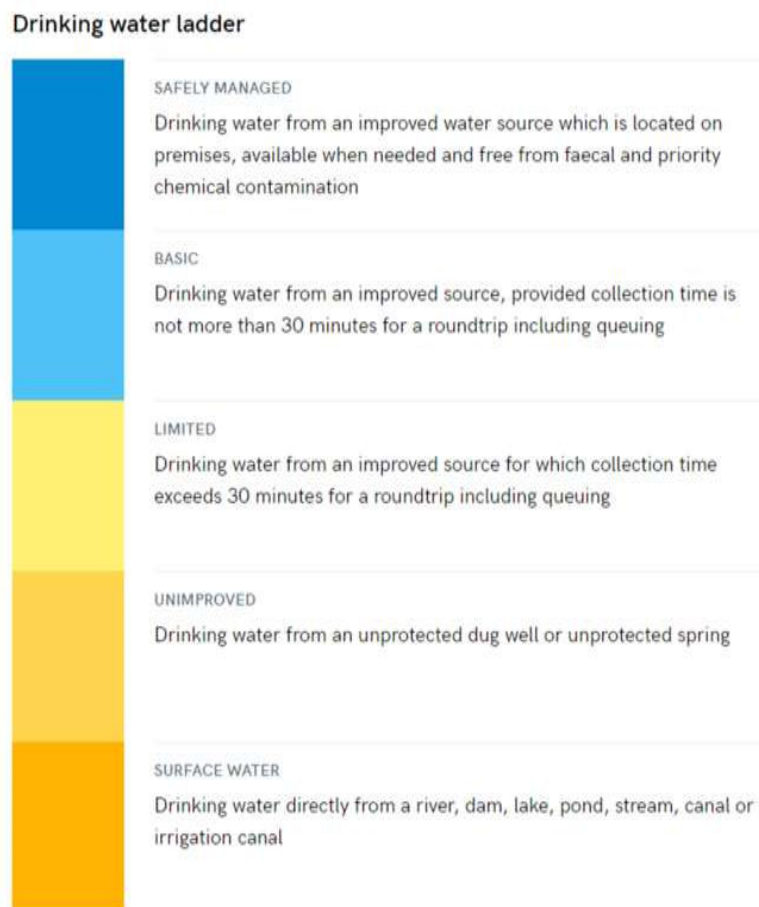 Drinking water ladder
SAFELY MANAGED
Drinking water from an improved water source which is located on
premises, available when needed and free from faecal and priority
chemical contamination
BASIC
Drinking water from an improved source, provided collection time is
not more than 30 minutes for a roundtrip including queuing
LIMITED
Drinking water from an improved source for which collection time
exceeds 30 minutes for a roundtrip including queuing
UNIMPROVED
Drinking water from an unprotected dug well or unprotected spring
SURFACE WATER
Drinking water directly from a river, dam, lake, pond, stream, canal or
irrigation canal